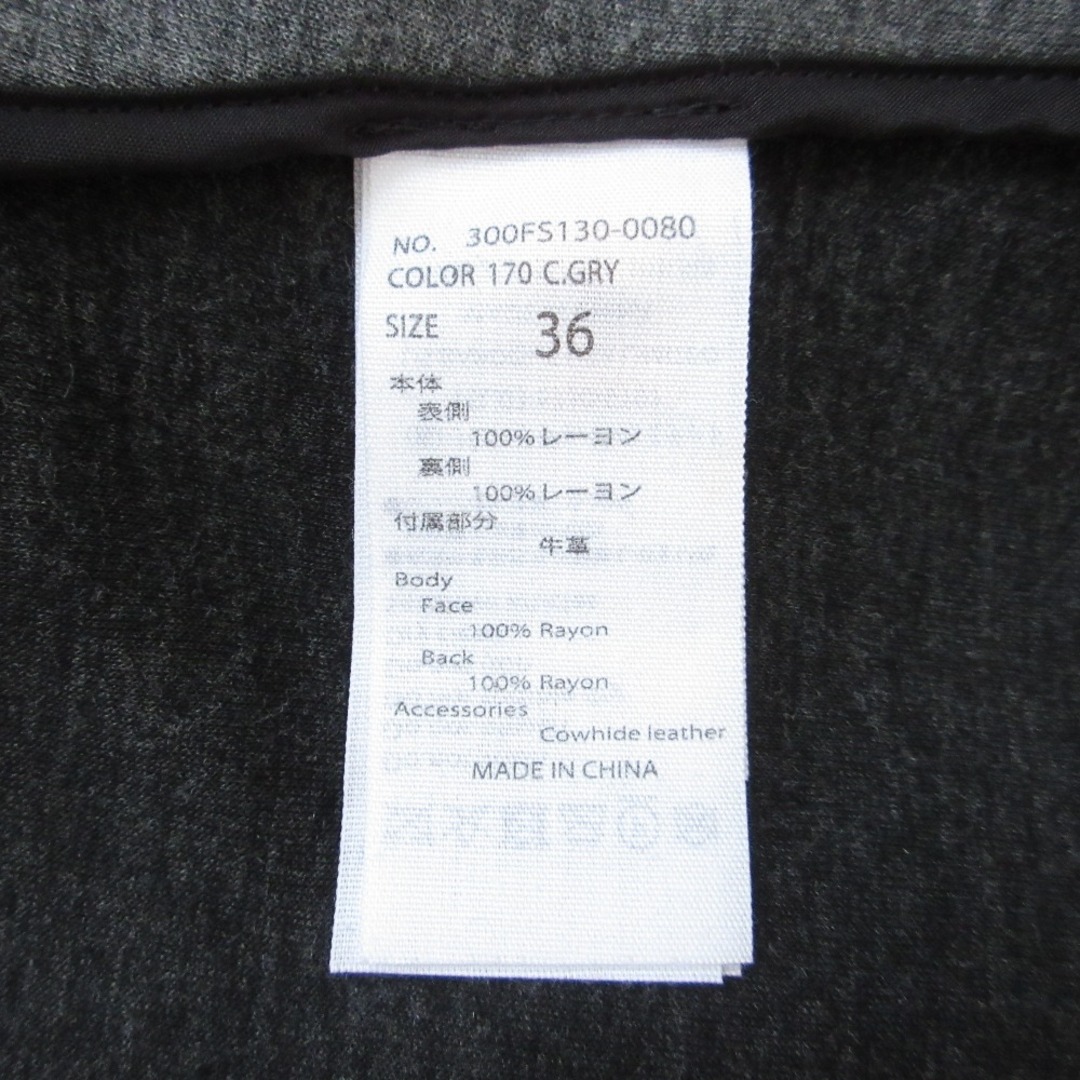 NO. 300FS130-0080
COLOR 170 C.GRY
SIZE 36
本体
表側
100%レーヨン
裏側
100%レーヨン
付属部分
牛革
Body
Face
100% Rayon
Back
100% Rayon
Accessories
Cowhide leather
MADE IN CHINA